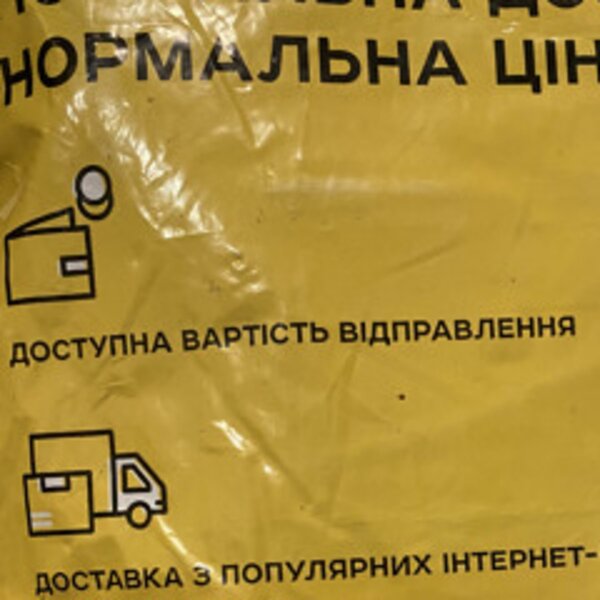 НОРМАЛЬНА ЦІН
ДОСТУПНА ВАРТІСТЬ ВІДПРАВЛЕННЯ
ДОСТАВКА З ПОПУЛЯРНИХ ІНТЕРНЕТ-